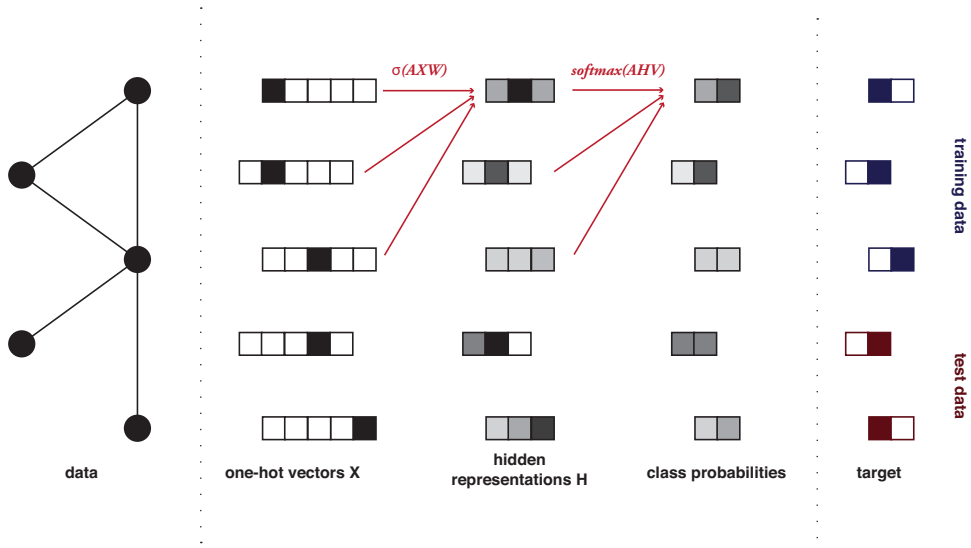 σ(AXW)
softmax(AHV)
training data
test data
data
one-hot vectors X
hidden
representations H
class probabilities
target